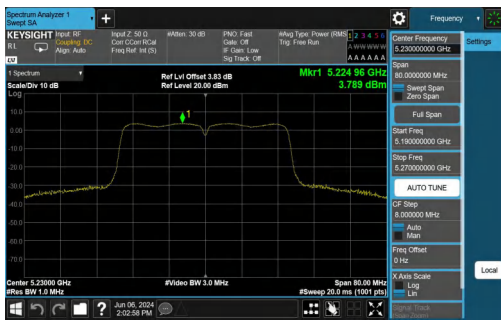 Spectrum Analyzer 1
Swept SA
Frequency
KEYSIGHT
Input: RF
Input Z: 50 Ω
#Atten: 30 dB
PNO: Fast
#Avg Type: Power (RMS)
1 2 3 4 5 6
RL
Coupling: DC
Corr CCorr RCal
Gate: Off
Trig: Free Run
Align: Auto
Freq Ref: Int (S)
IF Gain: Low
Sig Track: Off
A W W W W W
A A A A A A
LW
1 Spectrum
Ref Lvl Offset 3.83 dB
Mkr1 5.224 96 GHz
Scale/Div 10 dB
Ref Level 20.00 dBm
3.789 dBm
Log
1
10.0
0.00
-10.0
-20.0
-30.0
-40.0
-50.0
-60.0
-70.0
Center 5.23000 GHz
#Video BW 3.0 MHz
Span 80.00 MHz
#Res BW 1.0 MHz
#Sweep 20.0 ms (1001 pts)
Jun 06, 2024
2:02:58 PM
?
Center Frequency
5.230000000 GHz
Span
80.0000000 MHz
Swept Span
Zero Span
Full Span
Start Freq
5.190000000 GHz
Stop Freq
5.270000000 GHz
AUTO TUNE
CF Step
8.000000 MHz
Auto
Man
Freq Offset
0 Hz
X Axis Scale
Log
Lin
Signal Track
Settings
Local